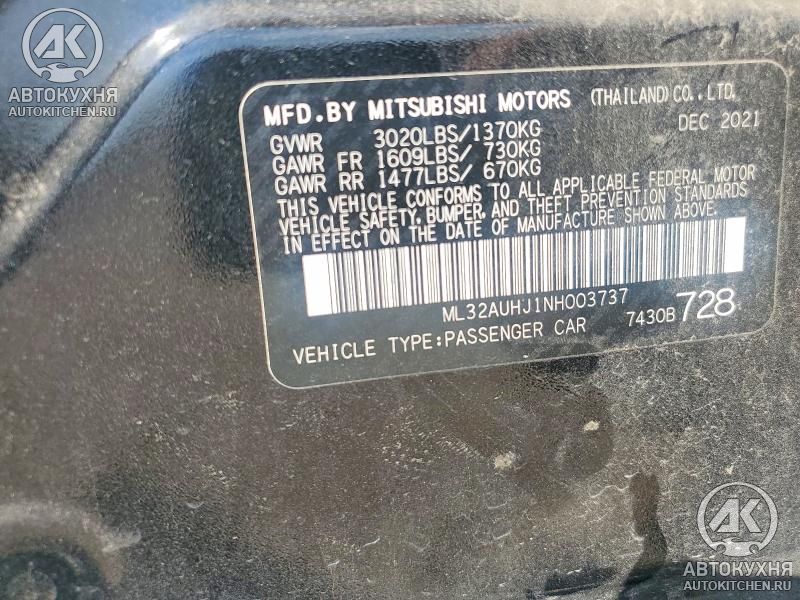 AK
АВТОКУХНЯ
AUTOKITCHEN.RU
MFD.BY MITSUBISHI MOTORS (THAILAND)CO.,LTD.
GVWR 3020LBS/1370KG DEC 2021
GAWR FR 1609LBS/ 730KG
GAWR RR 1477LBS/ 670KG
THIS VEHICLE CONFORMS TO ALL APPLICABLE FEDERAL MOTOR
VEHICLE SAFETY, BUMPER, AND THEFT PREVENTION STANDARDS
IN EFFECT ON THE DATE OF MANUFACTURE SHOWN ABOVE.
ML32AUHJ1NH003737
VEHICLE TYPE:PASSENGER CAR 7430B 728
AK
АВТОКУХНЯ
AUTOKITCHEN.RU